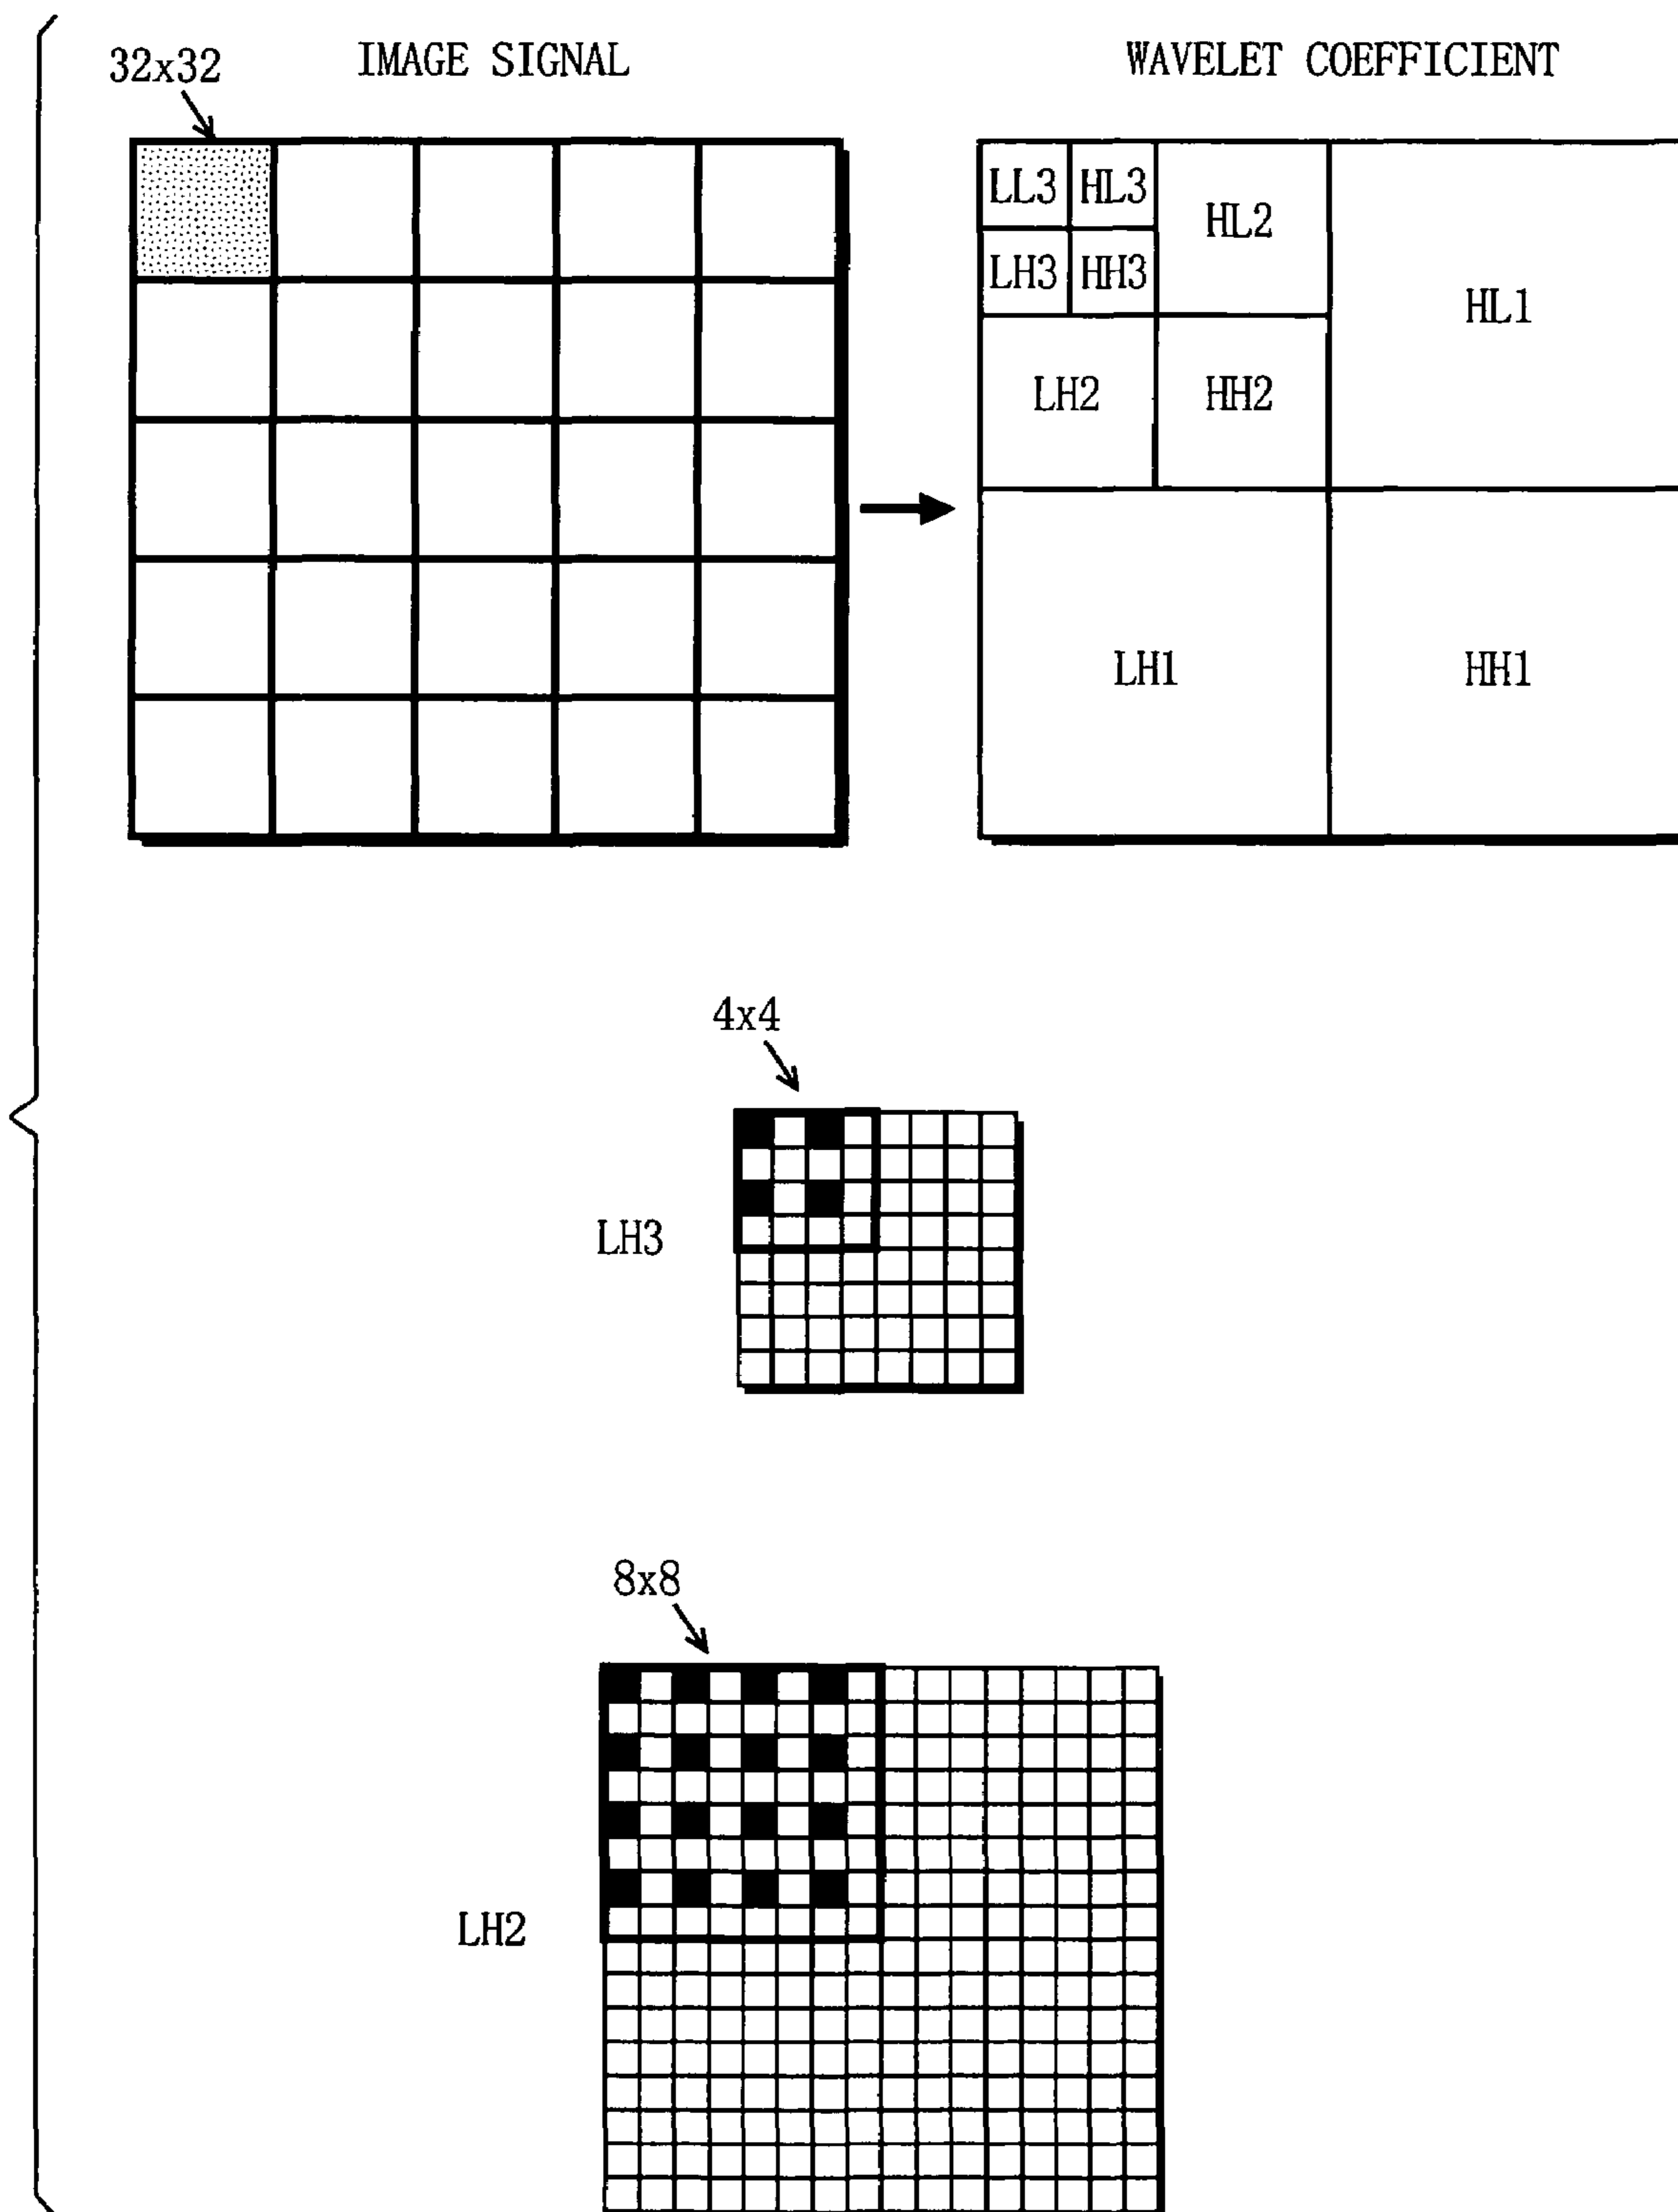 32x32
IMAGE SIGNAL
WAVELET COEFFICIENT
LL3
HL3
HL2
HL1
LH3
HH3
LH2
HH2
LH1
HH1
4x4
LH3
8x8
LH2